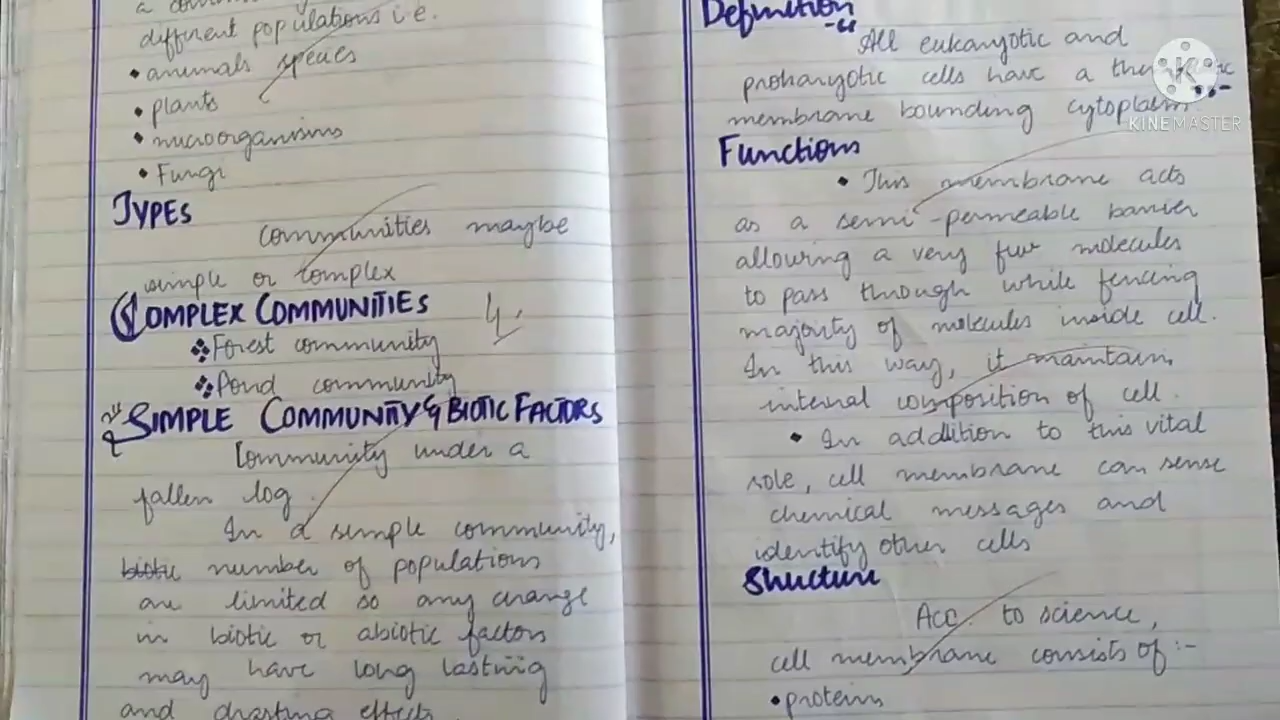 different populations i.e.
• animals species
• plants
• microorganisms
• Fungi
TYPES
communities maybe
simple or complex
COMPLEX COMMUNITIES
Forest community
Pond community
SIMPLE COMMUNITY & BIOTIC FACTORS
Community under a
fallen log.
In a simple community,
biotic number of populations
are limited so any change
in biotic or abiotic factors
may have long lasting
and drasting effects.
Definition
All eukaryotic and
prokaryotic cells have a
membrane bounding cytoplasm
Functions
• This membrane acts
as a semi-permeable barrier
allowing a very few molecules
to pass through while fencing
majority of molecules inside cell.
In this way, it maintain
internal composition of cell.
• In addition to this vital
role, cell membrane can sense
chemical messages and
identify other cells
Structure
Acc. to science,
cell membrane consists of:-
• proteins
K
KINEMASTER